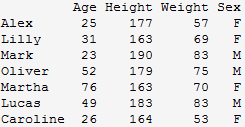 Age Height Weight Sex
Alex 25 177 57 F
Lilly 31 163 69 F
Mark 23 190 83 M
Oliver 52 179 75 M
Martha 76 163 70 F
Lucas 49 183 83 M
Caroline 26 164 53 F